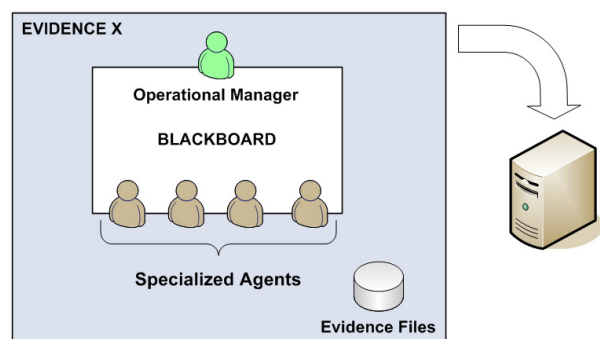 EVIDENCE X
Operational Manager
BLACKBOARD
Specialized Agents
Evidence Files